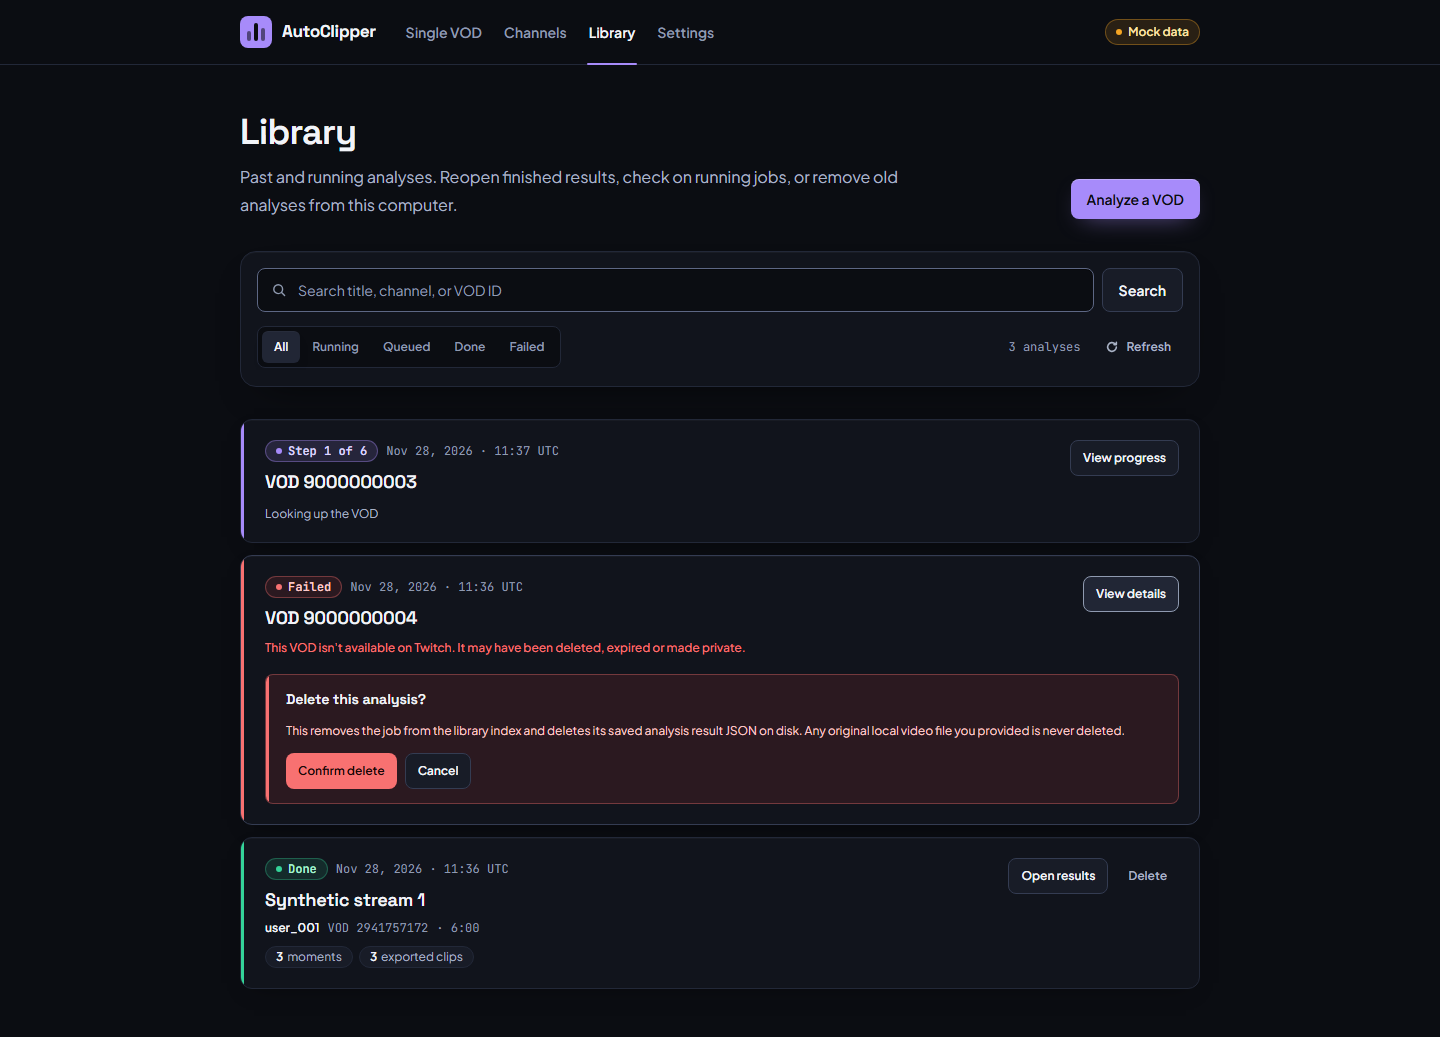 AutoClipper
Single VOD
Channels
Library
Settings
Mock data
Library
Past and running analyses. Reopen finished results, check on running jobs, or remove old
analyses from this computer.
Analyze a VOD
Search title, channel, or VOD ID
Search
All
Running
Queued
Done
Failed
3 analyses
Refresh
Step 1 of 6
Nov 28, 2026 · 11:37 UTC
View progress
VOD 9000000003
Looking up the VOD
Failed
Nov 28, 2026 · 11:36 UTC
View details
VOD 9000000004
This VOD isn't available on Twitch. It may have been deleted, expired or made private.
Delete this analysis?
This removes the job from the library index and deletes its saved analysis result JSON on disk. Any original local video file you provided is never deleted.
Confirm delete
Cancel
Done
Nov 28, 2026 · 11:36 UTC
Open results
Delete
Synthetic stream 1
user_001 VOD 2941757172 · 6:00
3 moments
3 exported clips